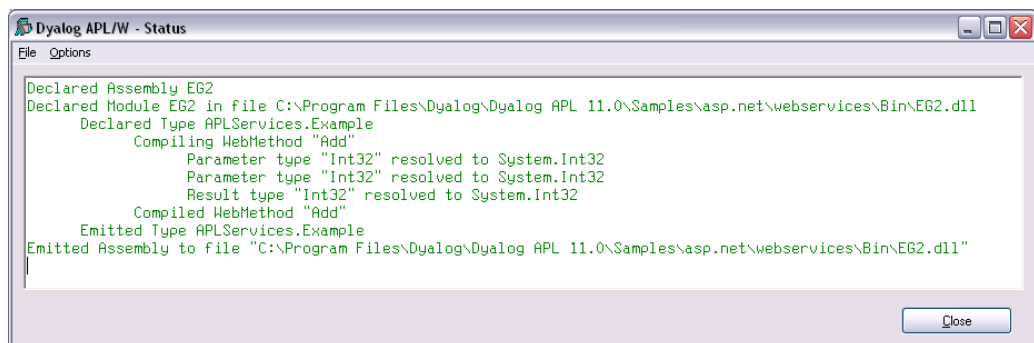 Dyalog APL/W - Status
File Options
Declared Assembly EG2
Declared Module EG2 in file C:\Program Files\Dyalog\Dyalog APL 11.0\Samples\asp.net\webservices\Bin\EG2.dll
Declared Type APLServices.Example
Compiling WebMethod "Add"
Parameter type "Int32" resolved to System.Int32
Parameter type "Int32" resolved to System.Int32
Result type "Int32" resolved to System.Int32
Compiled WebMethod "Add"
Emitted Type APLServices.Example
Emitted Assembly to file "C:\Program Files\Dyalog\Dyalog APL 11.0\Samples\asp.net\webservices\Bin\EG2.dll"
Close